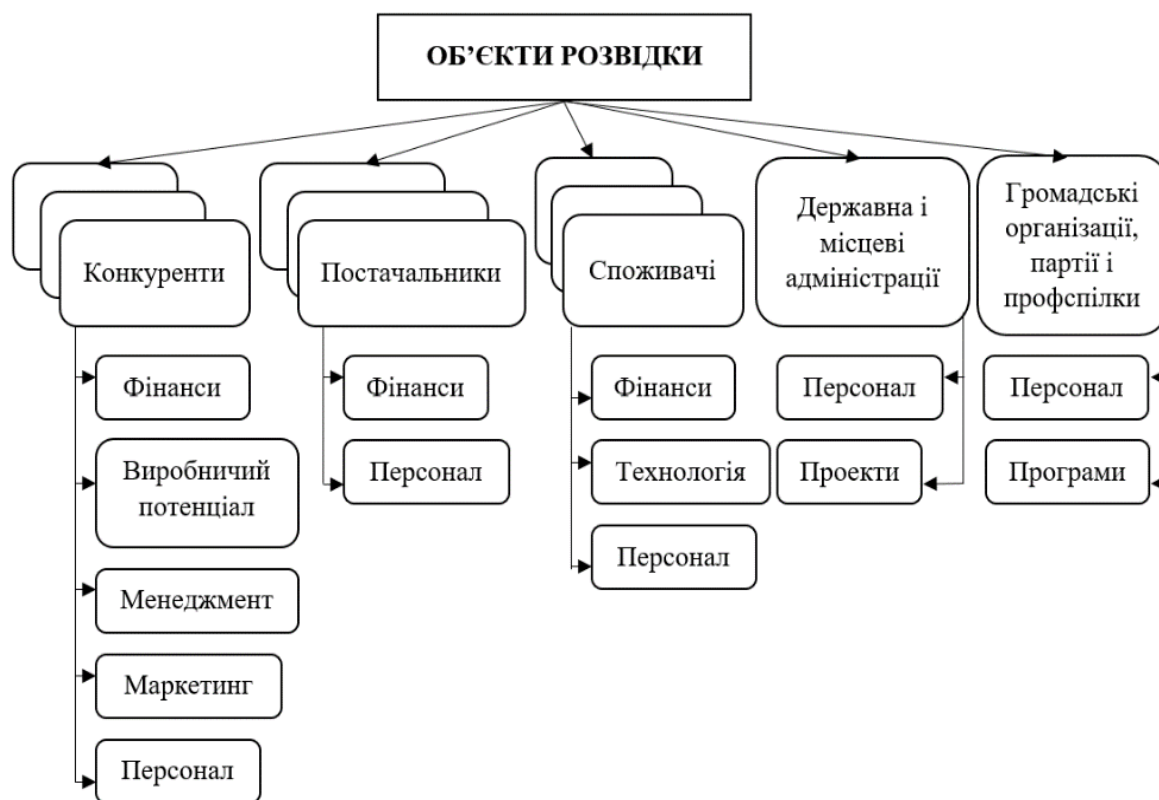 ОБ’ЄКТИ РОЗВІДКИ
Конкуренти
Фінанси
Виробничий
потенціал
Менеджмент
Маркетинг
Персонал
Постачальники
Фінанси
Персонал
Споживачі
Фінанси
Технологія
Персонал
Державна і
місцеві
адміністрації
Персонал
Проекти
Громадські
організації,
партії і
профспілки
Персонал
Програми